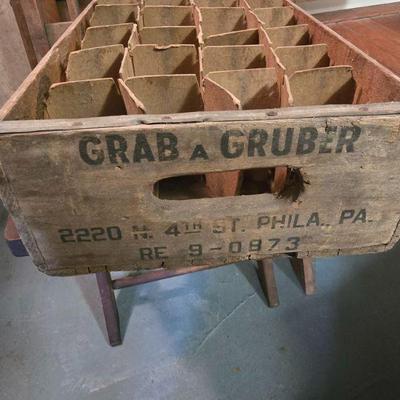 GRAB A GRUBER
2220 N. 4TH ST. PHILA., PA.
RE 9-0973